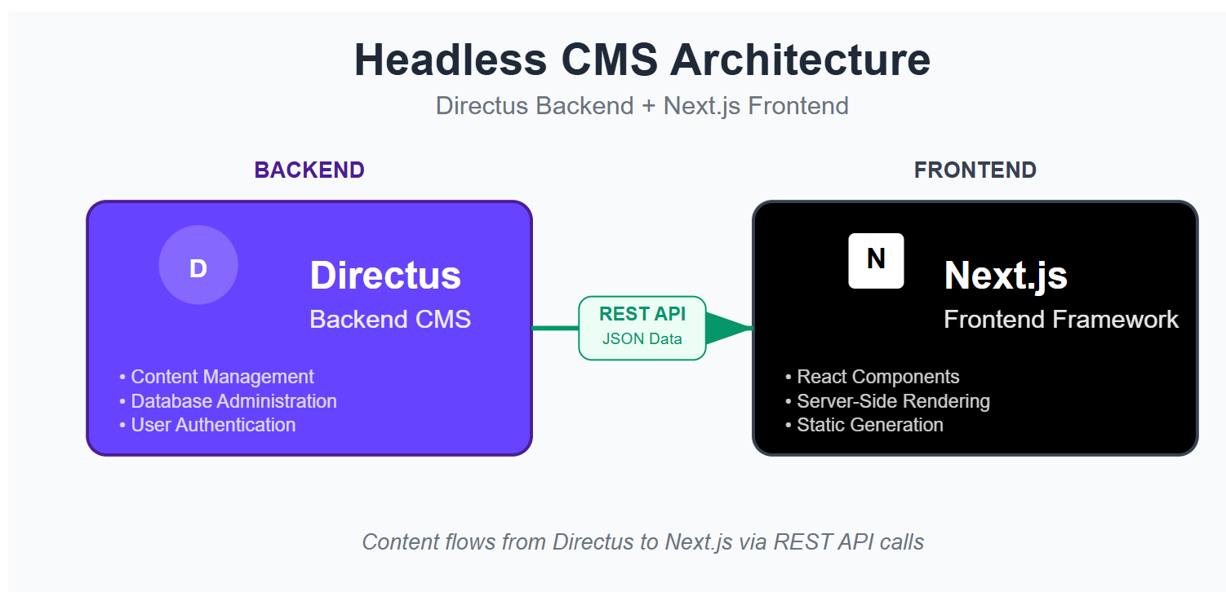 Headless CMS Architecture
Directus Backend + Next.js Frontend
BACKEND
D
Directus
Backend CMS
• Content Management
• Database Administration
• User Authentication
REST API
JSON Data
FRONTEND
N
Next.js
Frontend Framework
• React Components
• Server-Side Rendering
• Static Generation
Content flows from Directus to Next.js via REST API calls